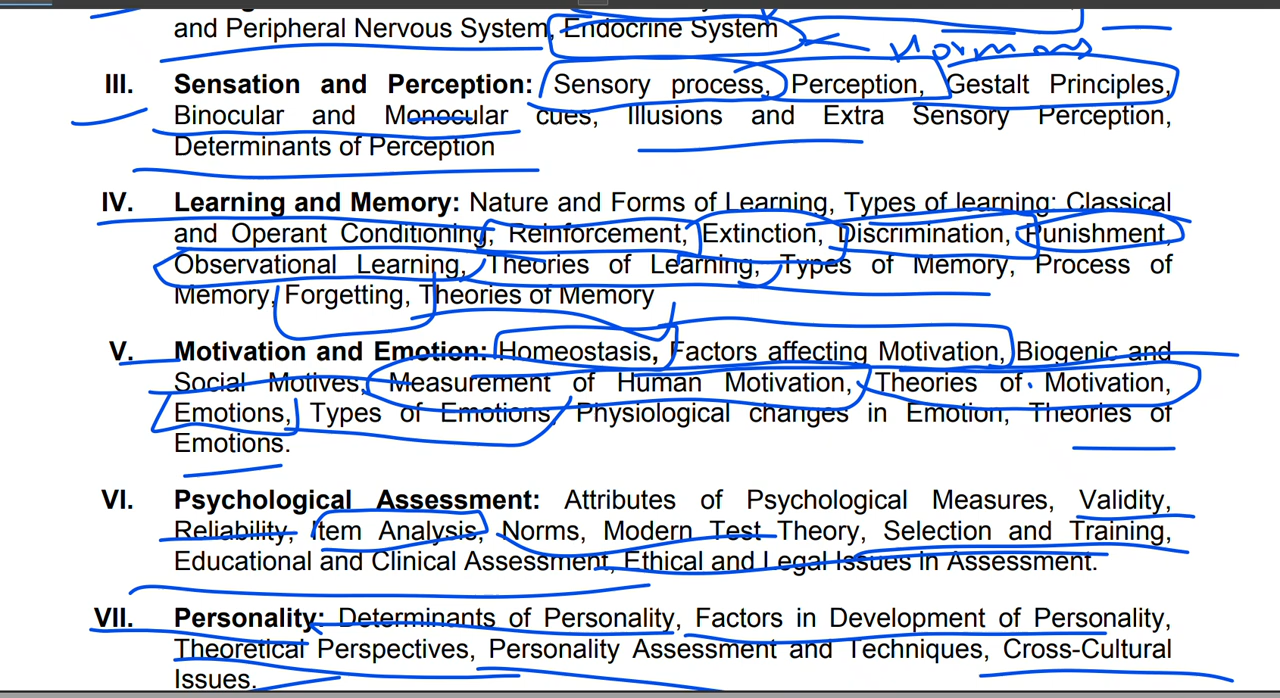 and Peripheral Nervous System, Endocrine System
Hormons
III. Sensation and Perception: Sensory process, Perception, Gestalt Principles,
Binocular and Monocular cues, Illusions and Extra Sensory Perception,
Determinants of Perception
IV. Learning and Memory: Nature and Forms of Learning, Types of learning: Classical
and Operant Conditioning, Reinforcement, Extinction, Discrimination, Punishment,
Observational Learning, Theories of Learning, Types of Memory, Process of
Memory, Forgetting, Theories of Memory
V. Motivation and Emotion: Homeostasis, Factors affecting Motivation, Biogenic and
Social Motives, Measurement of Human Motivation, Theories of Motivation,
Emotions, Types of Emotions, Physiological changes in Emotion, Theories of
Emotions.
VI. Psychological Assessment: Attributes of Psychological Measures, Validity,
Reliability, Item Analysis, Norms, Modern Test Theory, Selection and Training,
Educational and Clinical Assessment, Ethical and Legal Issues in Assessment.
VII. Personality: Determinants of Personality, Factors in Development of Personality,
Theoretical Perspectives, Personality Assessment and Techniques, Cross-Cultural
Issues.